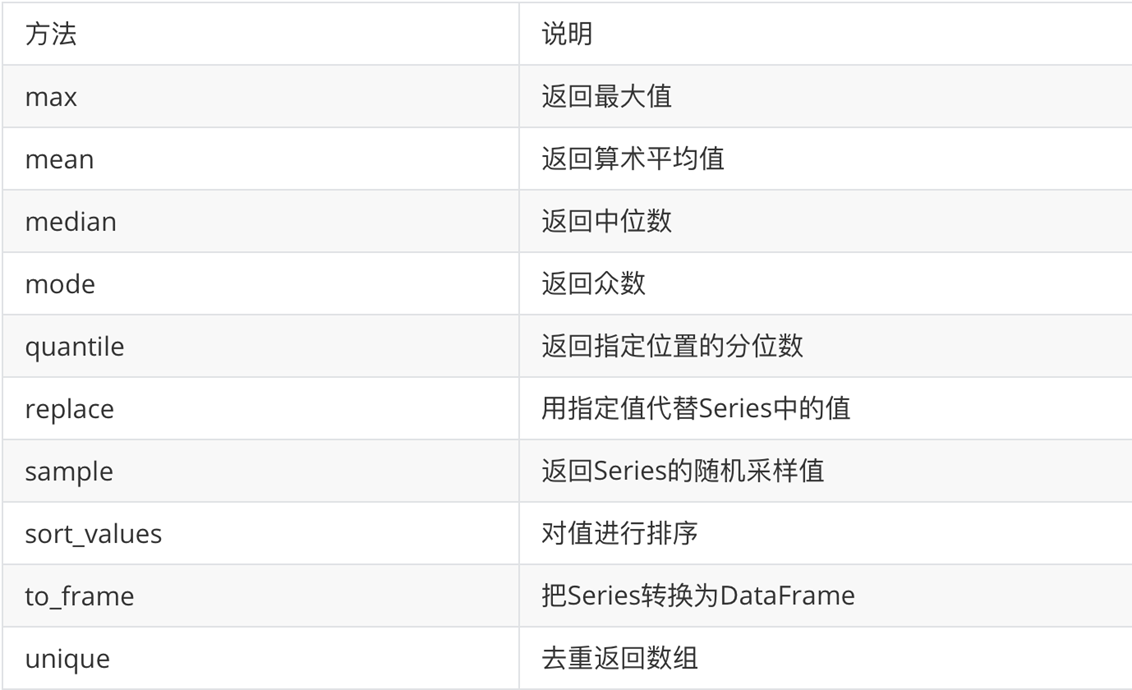 方法 说明
max 返回最大值
mean 返回算术平均值
median 返回中位数
mode 返回众数
quantile 返回指定位置的分位数
replace 用指定值代替Series中的值
sample 返回Series的随机采样值
sort_values 对值进行排序
to_frame 把Series转换为DataFrame
unique 去重返回数组